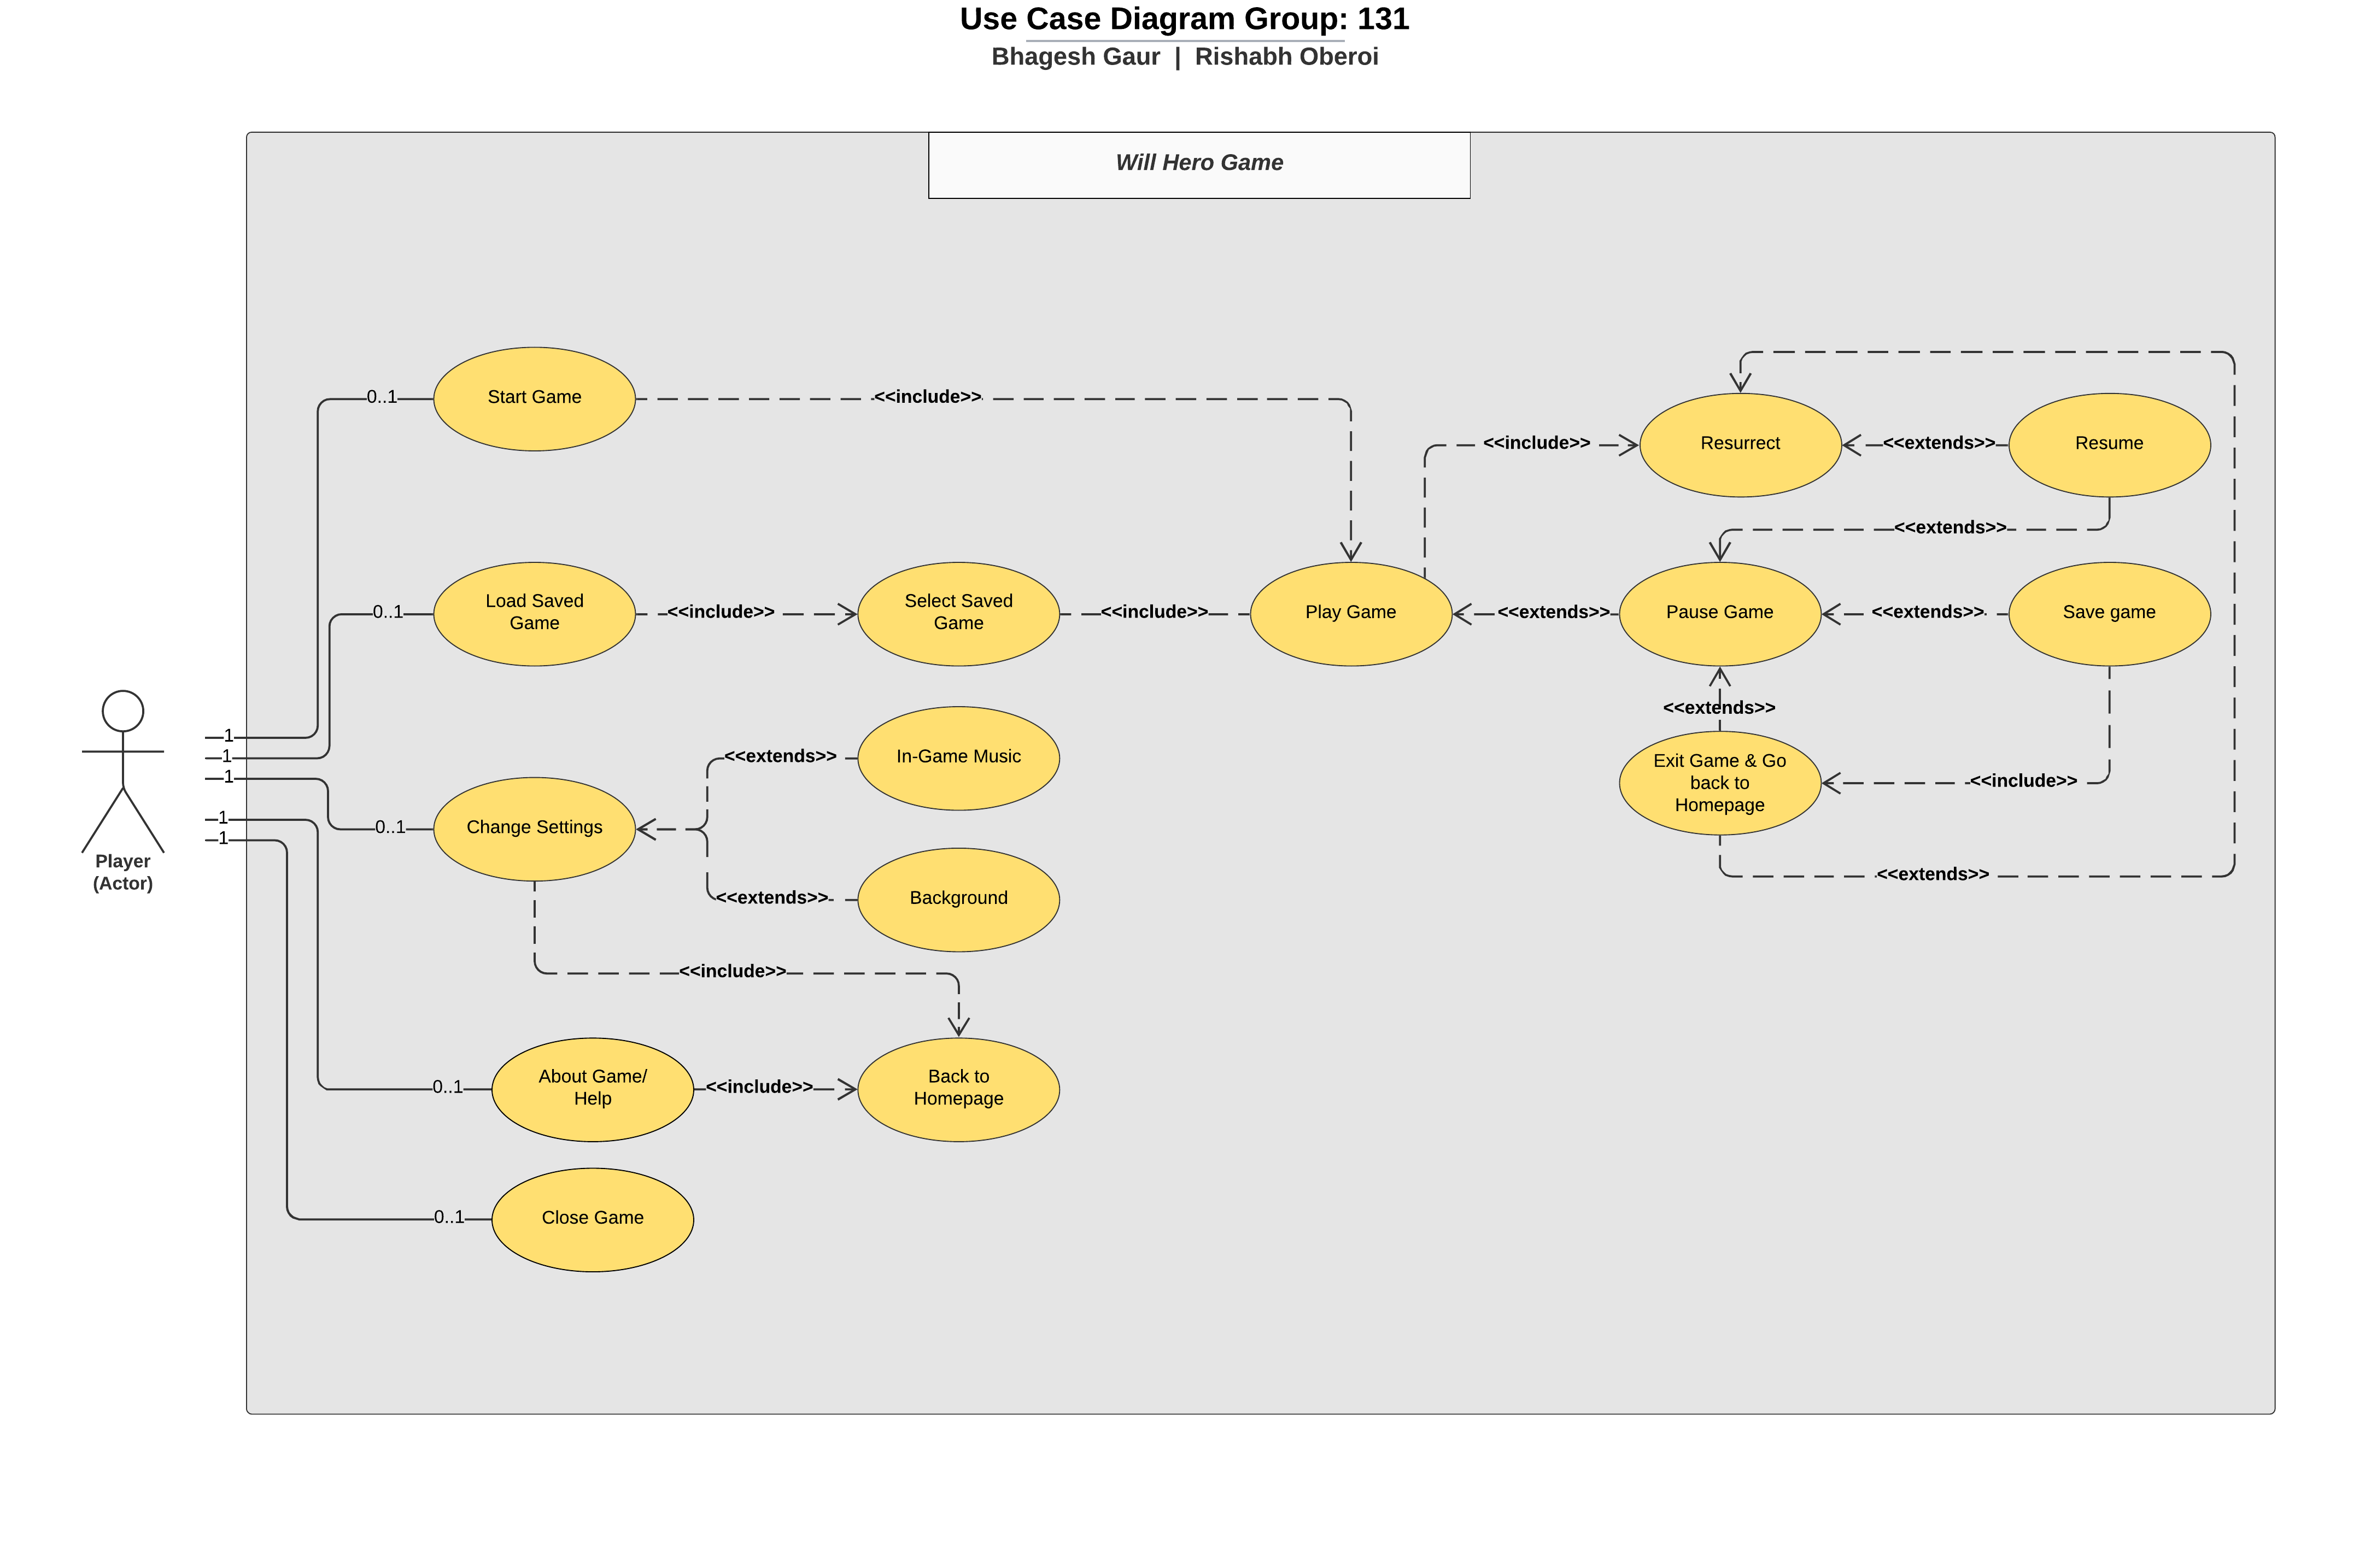 Use Case Diagram Group: 131
Bhagesh Gaur | Rishabh Oberoi
Will Hero Game
Start Game
0..1
<<include>>
Resurrect
<<include>>
<<extends>>
Resume
<<extends>>
Load Saved
Game
0..1
<<include>>
Select Saved
Game
<<include>>
Play Game
<<extends>>
Pause Game
<<extends>>
Save game
<<extends>>
Exit Game & Go
back to
Homepage
<<include>>
<<extends>>
1
1
1
1
1
Player
(Actor)
0..1
Change Settings
<<extends>>
In-Game Music
<<extends>>
Background
<<include>>
0..1
About Game/
Help
<<include>>
Back to
Homepage
0..1
Close Game